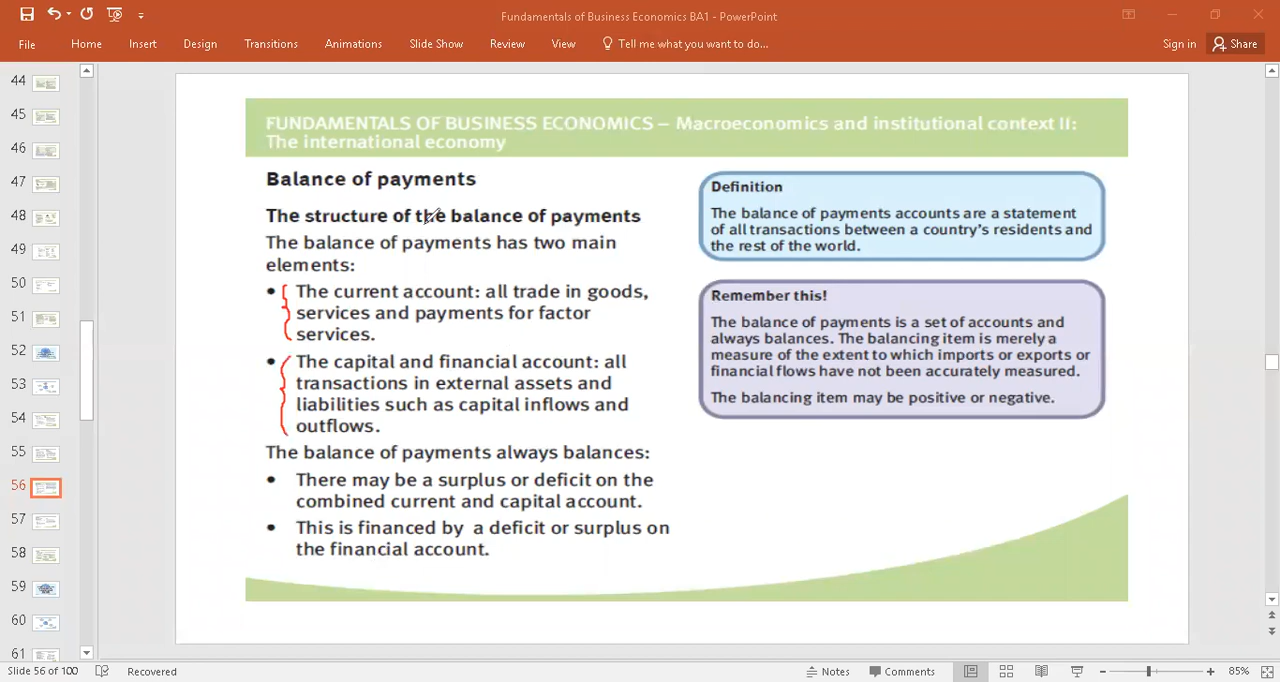 Fundamentals of Business Economics BA1 - PowerPoint
File Home Insert Design Transitions Animations Slide Show Review View Tell me what you want to do... Sign in Share
44
45
46
47
48
49
50
51
52
53
54
55
56
57
58
59
60
61
FUNDAMENTALS OF BUSINESS ECONOMICS – Macroeconomics and institutional context II:
The international economy
Balance of payments
The structure of the balance of payments
The balance of payments has two main
elements:
• The current account: all trade in goods,
services and payments for factor
services.
• The capital and financial account: all
transactions in external assets and
liabilities such as capital inflows and
outflows.
The balance of payments always balances:
• There may be a surplus or deficit on the
combined current and capital account.
• This is financed by a deficit or surplus on
the financial account.
Definition
The balance of payments accounts are a statement
of all transactions between a country's residents and
the rest of the world.
Remember this!
The balance of payments is a set of accounts and
always balances. The balancing item is merely a
measure of the extent to which imports or exports or
financial flows have not been accurately measured.
The balancing item may be positive or negative.
Slide 56 of 100 Recovered Notes Comments 85%